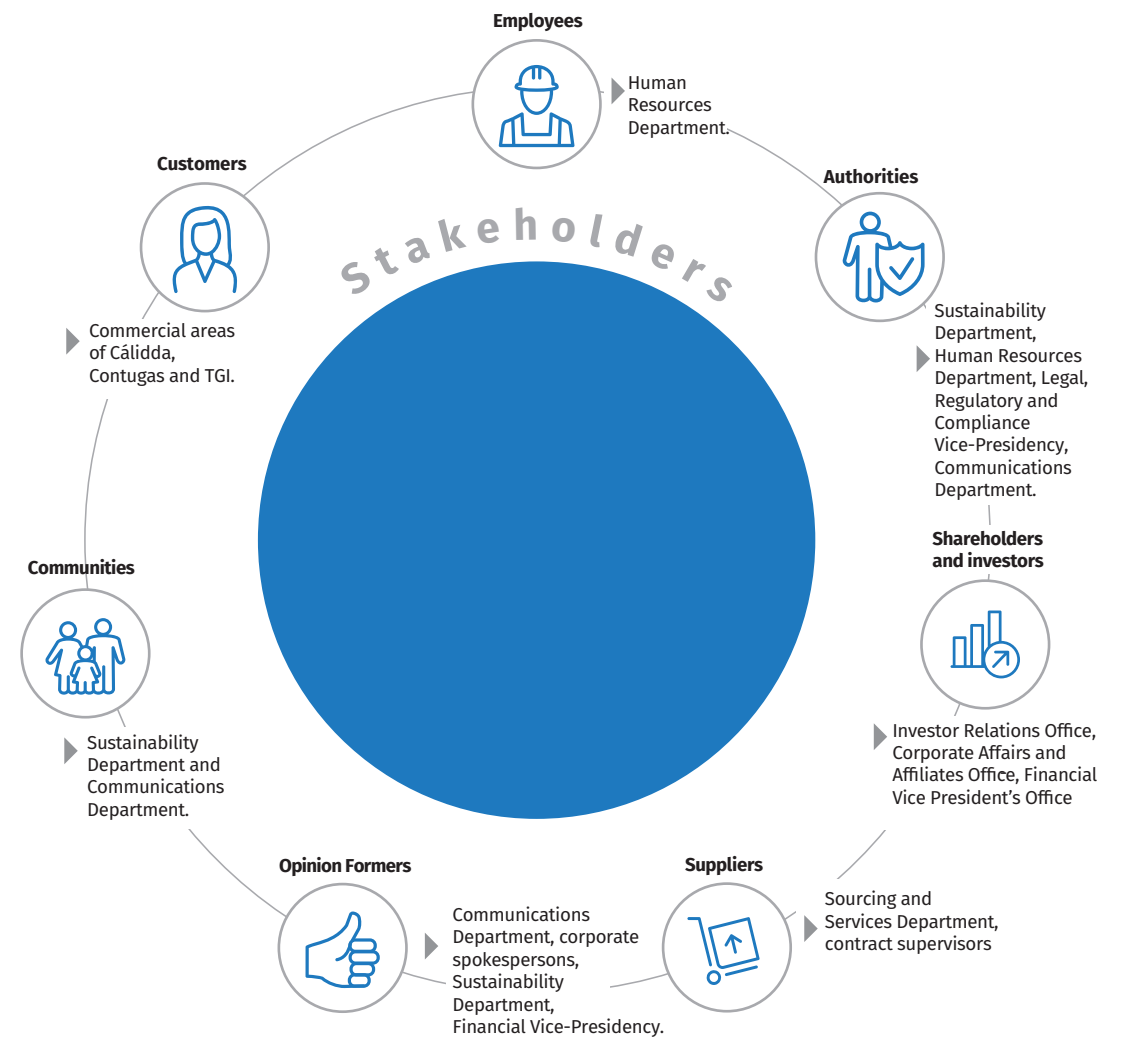 Employees
Human
Resources
Department.
Authorities
Sustainability
Department,
Human Resources
Department, Legal,
Regulatory and
Compliance
Vice-Presidency,
Communications
Department.
Shareholders
and investors
Investor Relations Office,
Corporate Affairs and
Affiliates Office, Financial
Vice President’s Office
Suppliers
Sourcing and
Services Department,
contract supervisors
Opinion Formers
Communications
Department, corporate
spokespersons,
Sustainability
Department,
Financial Vice-Presidency.
Communities
Sustainability
Department and
Communications
Department.
Customers
Commercial areas
of Cálidda,
Contugas and TGI.
Stakeholders